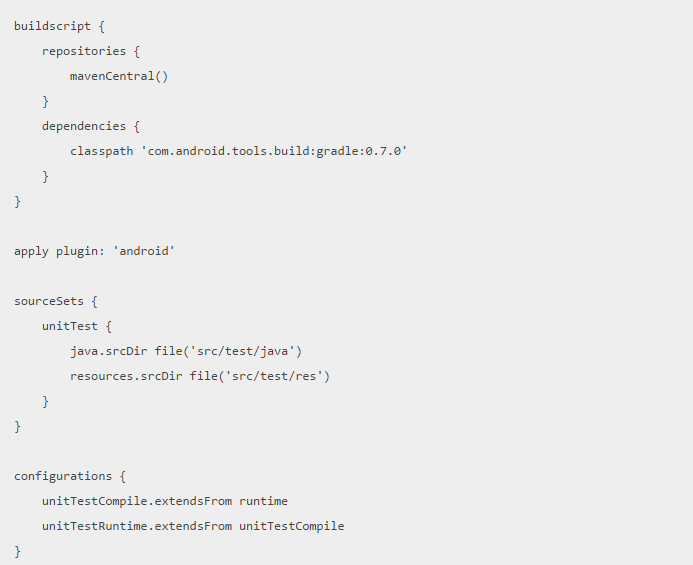 buildscript {
    repositories {
        mavenCentral()
    }
    dependencies {
        classpath 'com.android.tools.build:gradle:0.7.0'
    }
}
apply plugin: 'android'
sourceSets {
    unitTest {
        java.srcDir file('src/test/java')
        resources.srcDir file('src/test/res')
    }
}
configurations {
    unitTestCompile.extendsFrom runtime
    unitTestRuntime.extendsFrom unitTestCompile
}